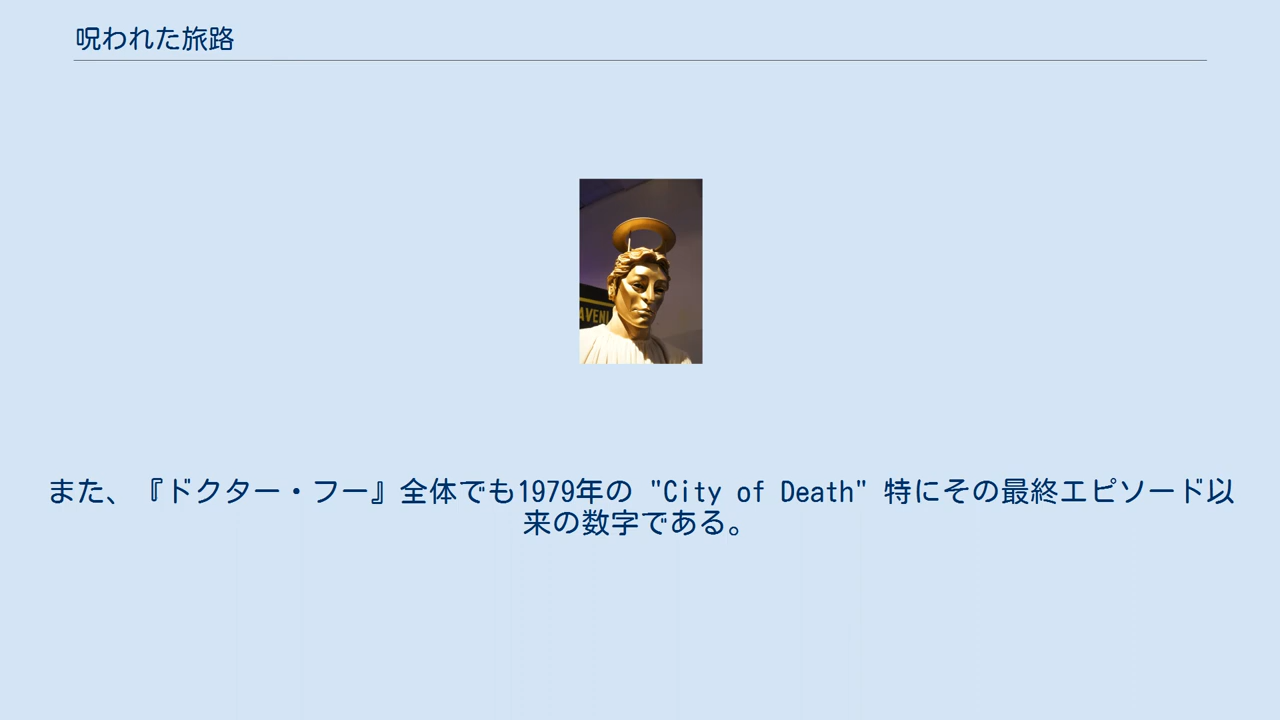 呪われた旅路
AVENU
また、『ドクター・フー』全体でも1979年の "City of Death" 特にその最終エピソード以
来の数字である。